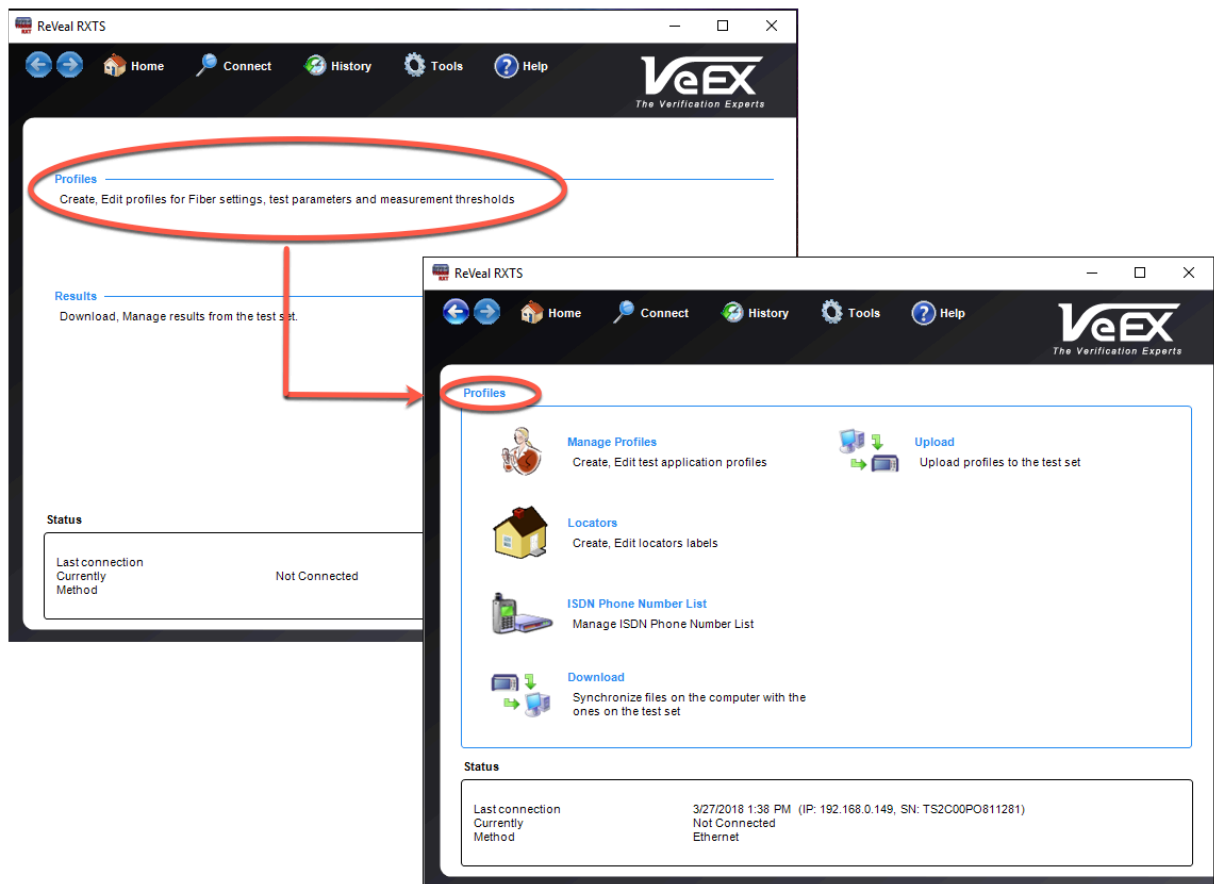 ReVeal RXTS
Home Connect History Tools Help
VeEX
The Verification Experts
Profiles
Create, Edit profiles for Fiber settings, test parameters and measurement thresholds
Results
Download, Manage results from the test set.
Status
Last connection
Currently Not Connected
Method
ReVeal RXTS
Home Connect History Tools Help
VeEX
The Verification Experts
Profiles
Manage Profiles
Create, Edit test application profiles
Upload
Upload profiles to the test set
Locators
Create, Edit locators labels
ISDN Phone Number List
Manage ISDN Phone Number List
Download
Synchronize files on the computer with the
ones on the test set
Status
Last connection 3/27/2018 1:38 PM (IP: 192.168.0.149, SN: TS2C00PO811281)
Currently Not Connected
Method Ethernet